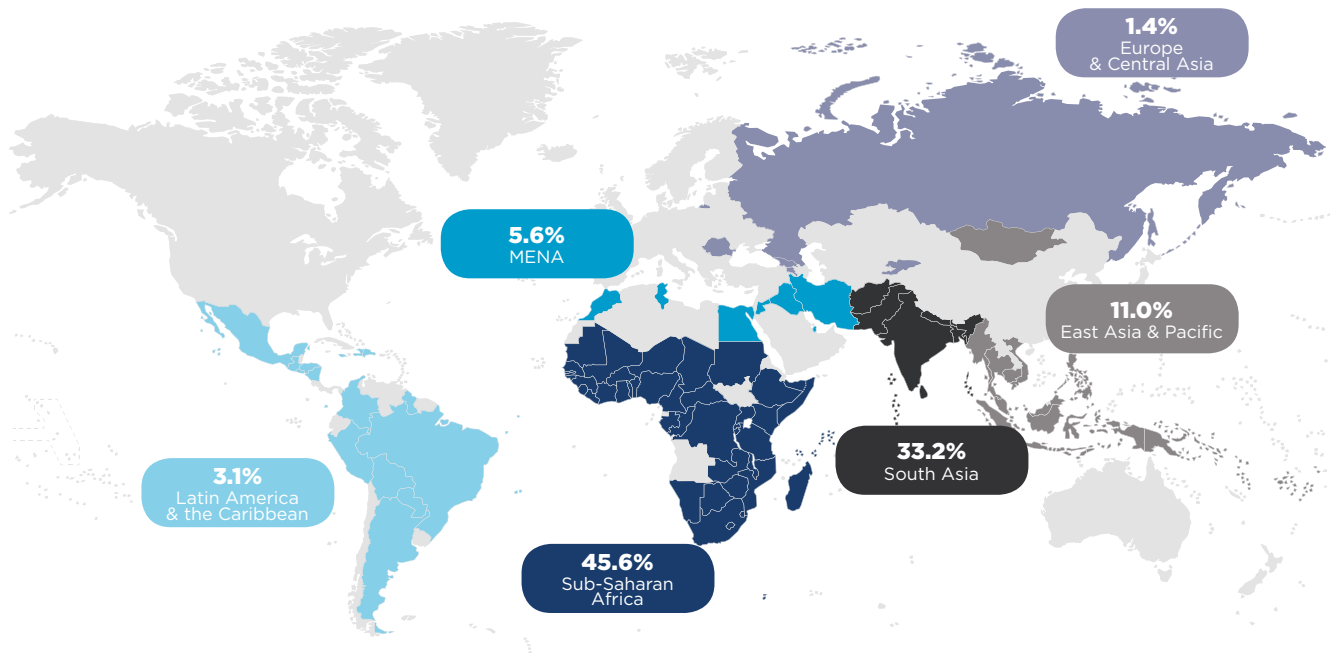 1.4%
Europe
& Central Asia
5.6%
MENA
11.0%
East Asia & Pacific
33.2%
South Asia
3.1%
Latin America
& the Caribbean
45.6%
Sub-Saharan
Africa